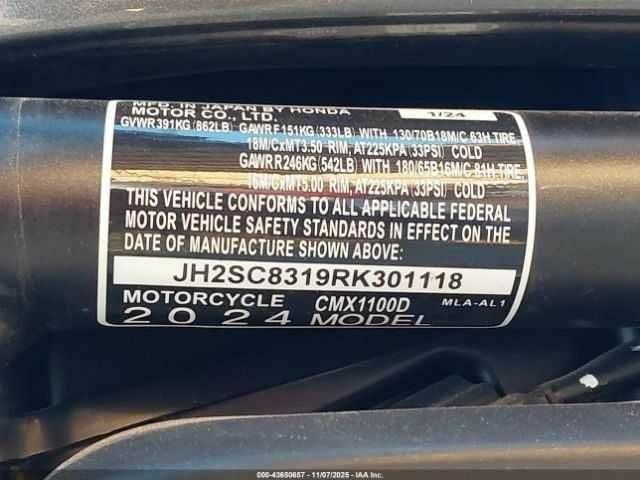 MFD. IN JAPAN BY HONDA
MOTOR CO., LTD. 1/24
GVWR 391KG (862LB) GAWR F 151KG (333LB) WITH 130/70B18M/C 63H TIRE,
18M/CxMT3.50 RIM, AT225KPA (33PSI) COLD
GAWR R246KG (542LB) WITH 180/65B16M/C 81H TIRE,
16M/CxMT5.00 RIM, AT225KPA (33PSI) COLD
THIS VEHICLE CONFORMS TO ALL APPLICABLE FEDERAL
MOTOR VEHICLE SAFETY STANDARDS IN EFFECT ON THE
DATE OF MANUFACTURE SHOWN ABOVE:
JH2SC8319RK301118
MOTORCYCLE CMX1100D MLA-AL1
2024 MODEL
000-43650657 - 11/07/2025 - IAA, Inc.